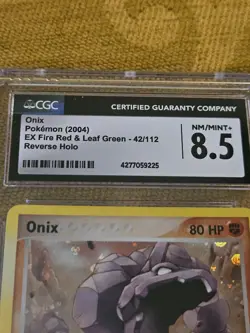 CGC
CERTIFIED GUARANTY COMPANY
Onix
Pokémon (2004)
EX Fire Red & Leaf Green - 42/112
Reverse Holo
NM/MINT+
8.5
4277059225
Onix
80 HP